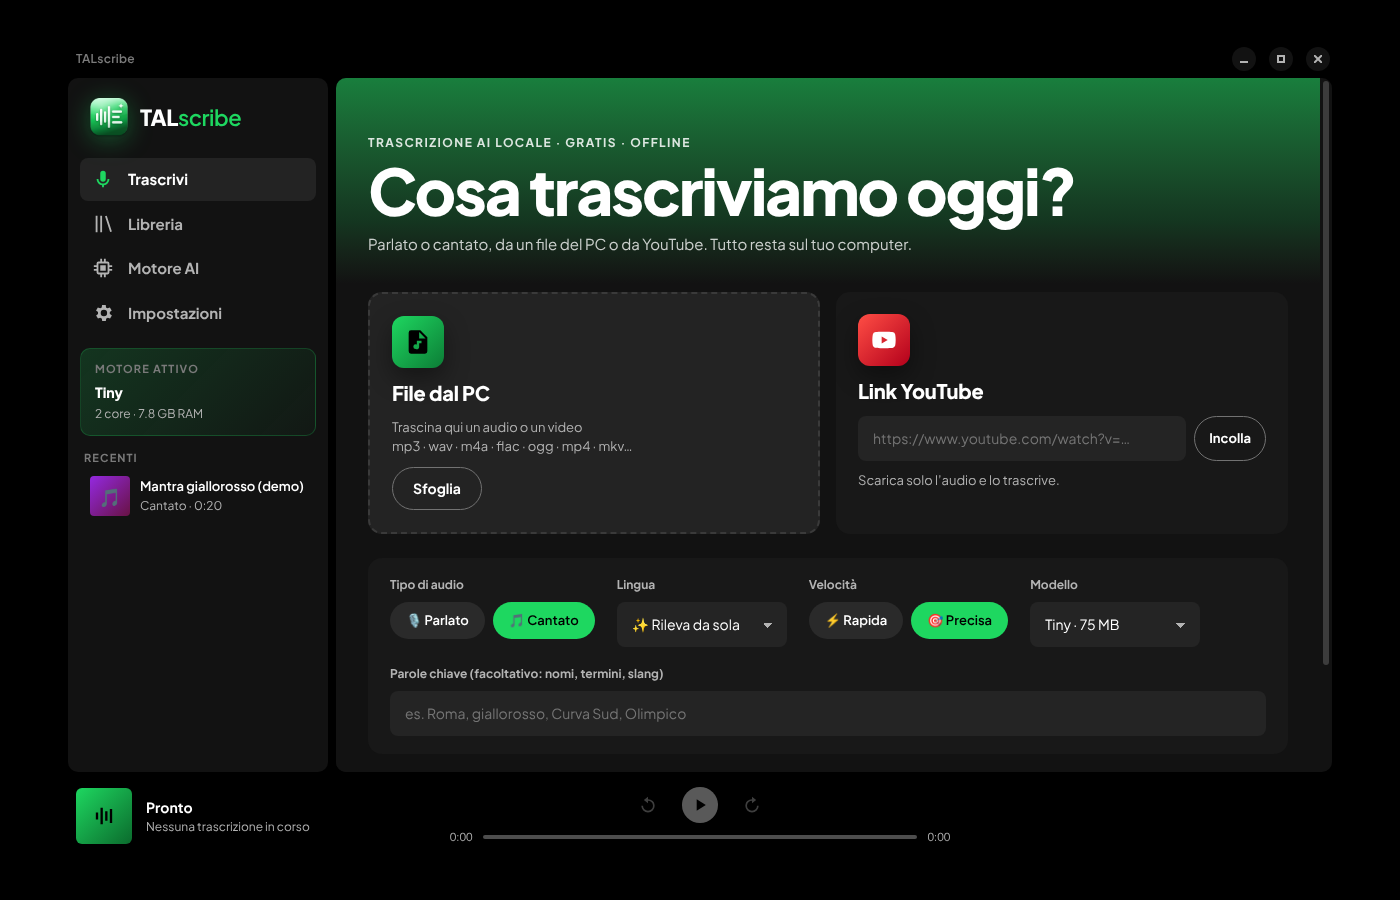 TALscribe
TALscribe
Trascrivi
Libreria
Motore AI
Impostazioni
MOTORE ATTIVO
Tiny
2 core · 7.8 GB RAM
RECENTI
Mantra giallorosso (demo)
Cantato · 0:20
TRASCRIZIONE AI LOCALE · GRATIS · OFFLINE
Cosa trascriviamo oggi?
Parlato o cantato, da un file del PC o da YouTube. Tutto resta sul tuo computer.
File dal PC
Trascina qui un audio o un video
mp3 · wav · m4a · flac · ogg · mp4 · mkv…
Sfoglia
Link YouTube
https://www.youtube.com/watch?v=…
Incolla
Scarica solo l'audio e lo trascrive.
Tipo di audio
🎙️ Parlato
🎵 Cantato
Lingua
✨ Rileva da sola
Velocità
⚡ Rapida
🎯 Precisa
Modello
Tiny · 75 MB
Parole chiave (facoltativo: nomi, termini, slang)
es. Roma, giallorosso, Curva Sud, Olimpico
Pronto
Nessuna trascrizione in corso
0:00
0:00